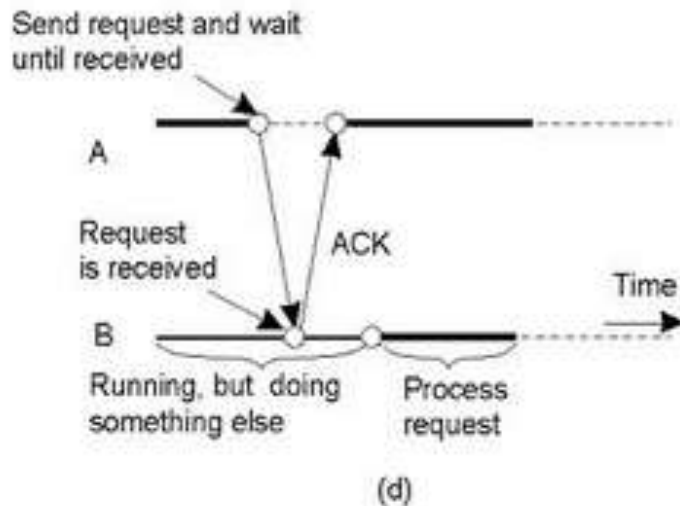 Send request and wait
until received
A
Request
is received
ACK
Time
B
Running, but doing
something else
Process
request
(d)